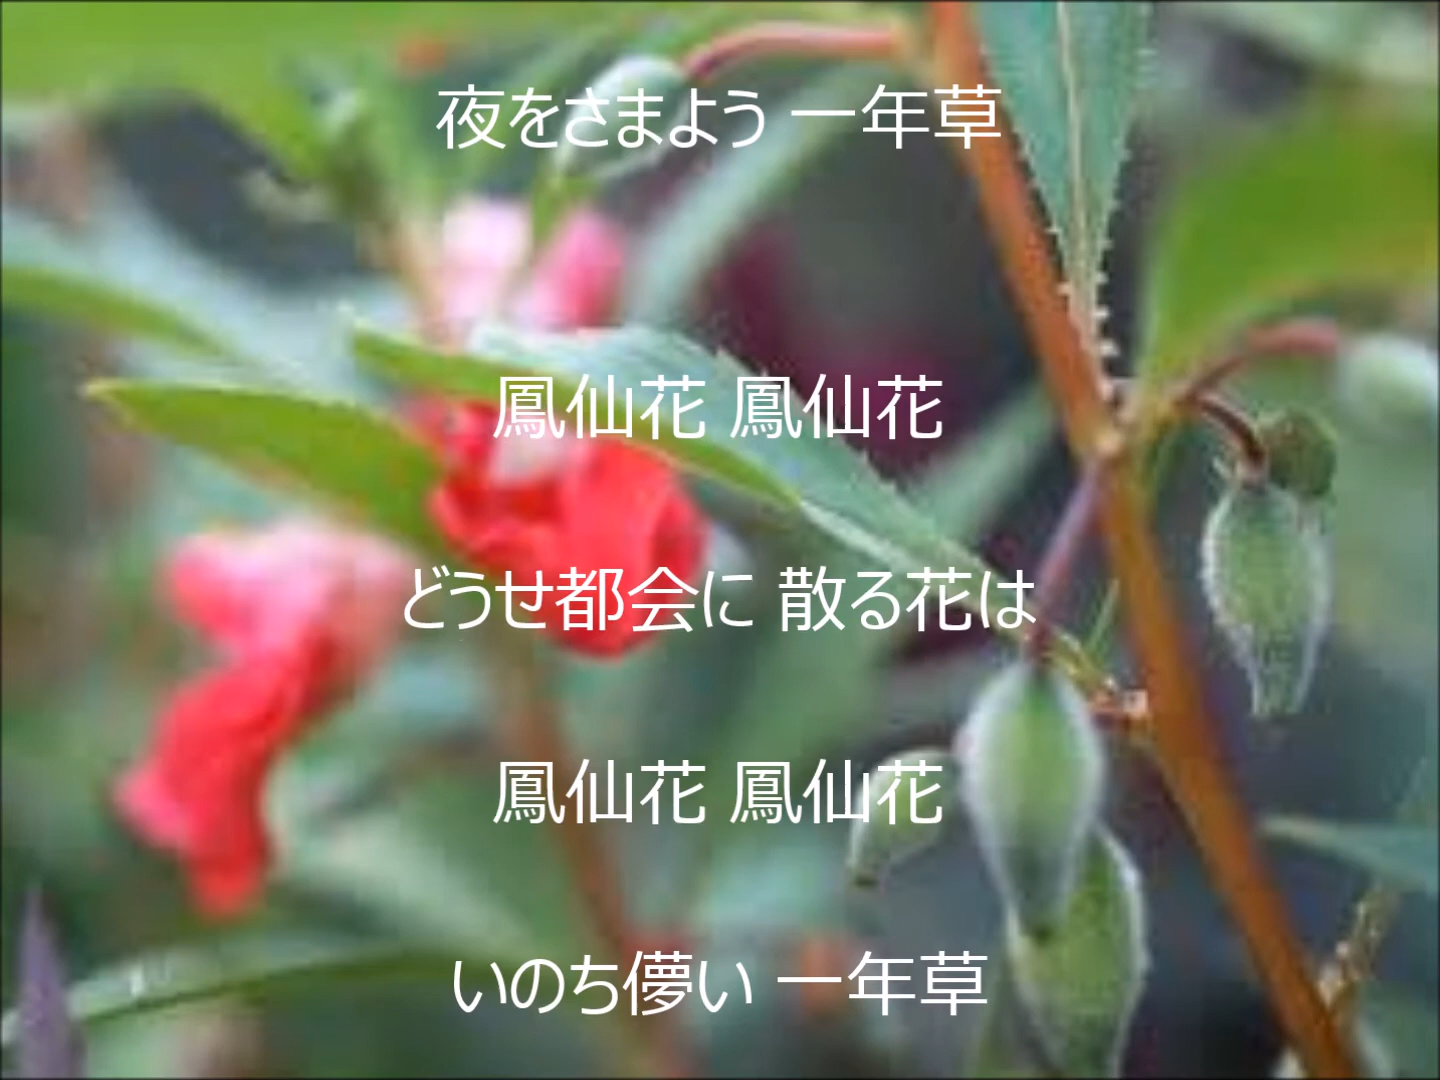 夜をさまよう 一年草
鳳仙花 鳳仙花
どうせ都会に 散る花は
鳳仙花 鳳仙花
いのち儚い 一年草